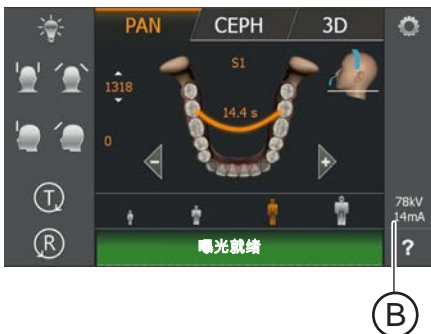 PAN
CEPH
3D
S1
1318
14.4 s
0
-
+
T
R
78kV
14mA
曝光就绪
?
B